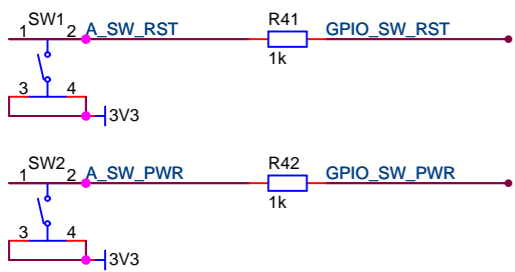 SW1 R41
1 2 A_SW_RST GPIO_SW_RST
1k
3 4
3V3
SW2 R42
1 2 A_SW_PWR GPIO_SW_PWR
1k
3 4
3V3